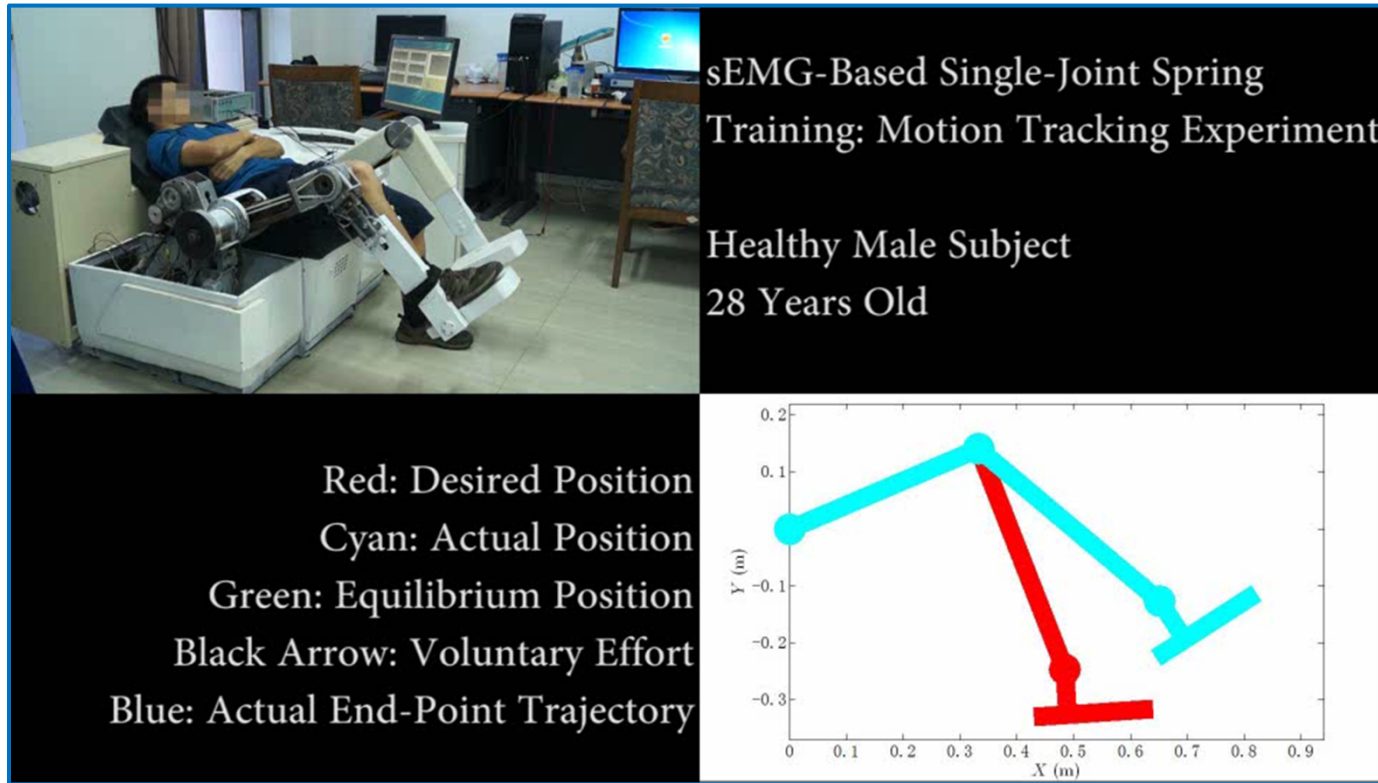 sEMG-Based Single-Joint Spring
Training: Motion Tracking Experiment
Healthy Male Subject
28 Years Old
Red: Desired Position
Cyan: Actual Position
Green: Equilibrium Position
Black Arrow: Voluntary Effort
Blue: Actual End-Point Trajectory
0.2
0.1
-0.1
-0.2
-0.3
Y (m)
0 0.1 0.2 0.3 0.4 0.5 0.6 0.7 0.8 0.9
X (m)